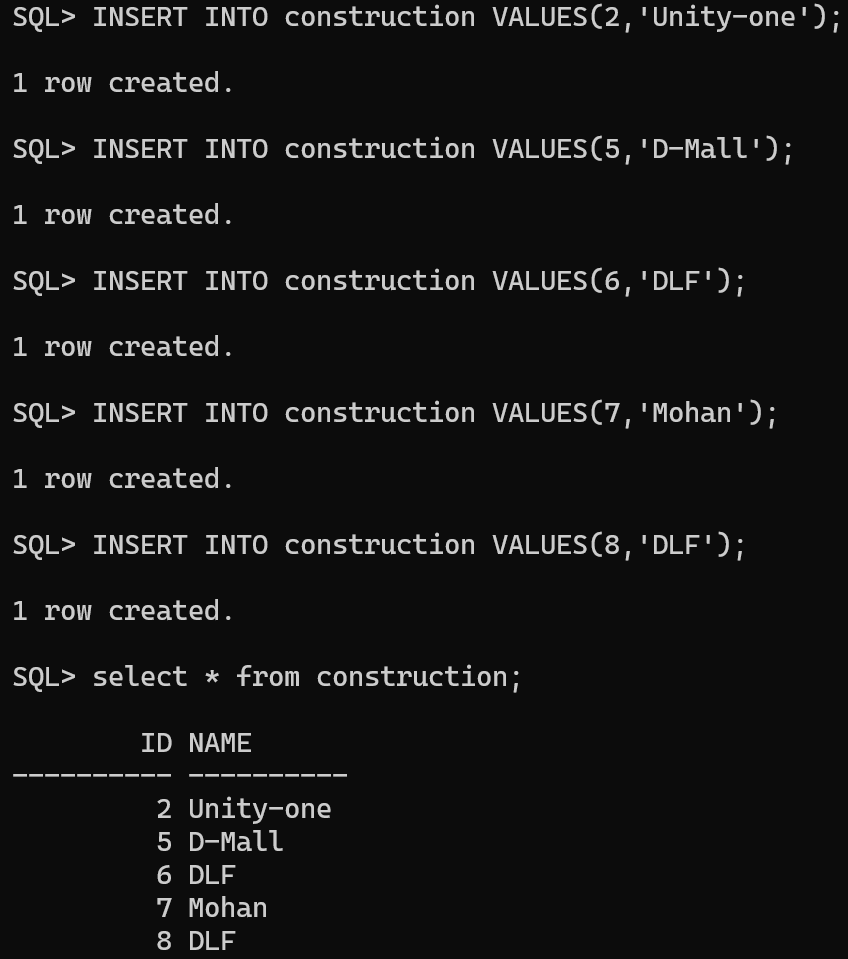 SQL> INSERT INTO construction VALUES(2,'Unity-one');
1 row created.
SQL> INSERT INTO construction VALUES(5,'D-Mall');
1 row created.
SQL> INSERT INTO construction VALUES(6,'DLF');
1 row created.
SQL> INSERT INTO construction VALUES(7,'Mohan');
1 row created.
SQL> INSERT INTO construction VALUES(8,'DLF');
1 row created.
SQL> select * from construction;
        ID NAME
---------- ----------
         2 Unity-one
         5 D-Mall
         6 DLF
         7 Mohan
         8 DLF